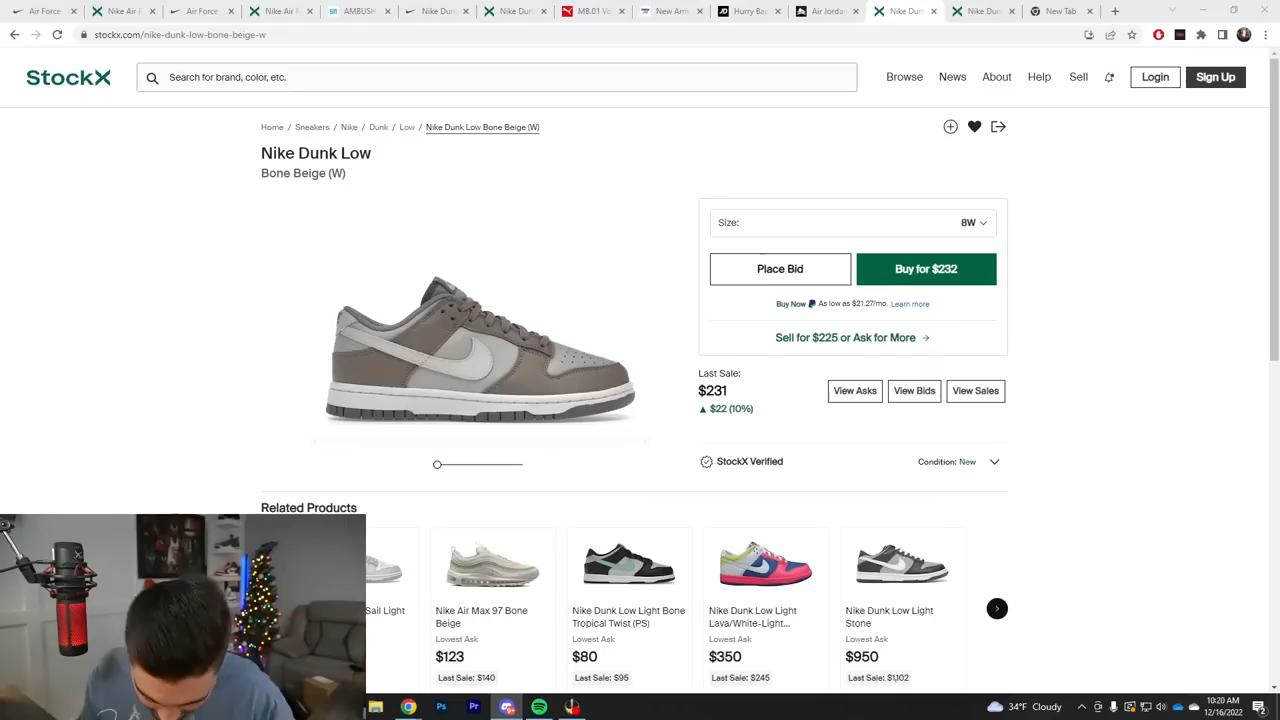 Air Force
Nike Air F
Air Force
Nike Air F
AMBUSH
Nike Dunk
Nike Dunk
MB.01 Vo
New Arriv
Hurry Bac
Air Jordan
Nike Dun
Nike Dun
New Tab
stockx.com/nike-dunk-low-bone-beige-w
StockX
Search for brand, color, etc.
Browse
News
About
Help
Sell
Login
Sign Up
Home / Sneakers / Nike / Dunk / Low / Nike Dunk Low Bone Beige (W)
Nike Dunk Low
Bone Beige (W)
Size:
8W
Place Bid
Buy for $232
Buy Now As low as $21.27/mo. Learn more
Sell for $225 or Ask for More
Last Sale:
$231
▲ $22 (10%)
View Asks
View Bids
View Sales
StockX Verified
Condition: New
Related Products
Sail Light
Nike Air Max 97 Bone
Beige
Lowest Ask
$123
Last Sale: $140
Nike Dunk Low Light Bone
Tropical Twist (PS)
Lowest Ask
$80
Last Sale: $95
Nike Dunk Low Light
Lava/White-Light...
Lowest Ask
$350
Last Sale: $245
Nike Dunk Low Light
Stone
Lowest Ask
$950
Last Sale: $1,102
34°F Cloudy
10:20 AM
12/16/2022